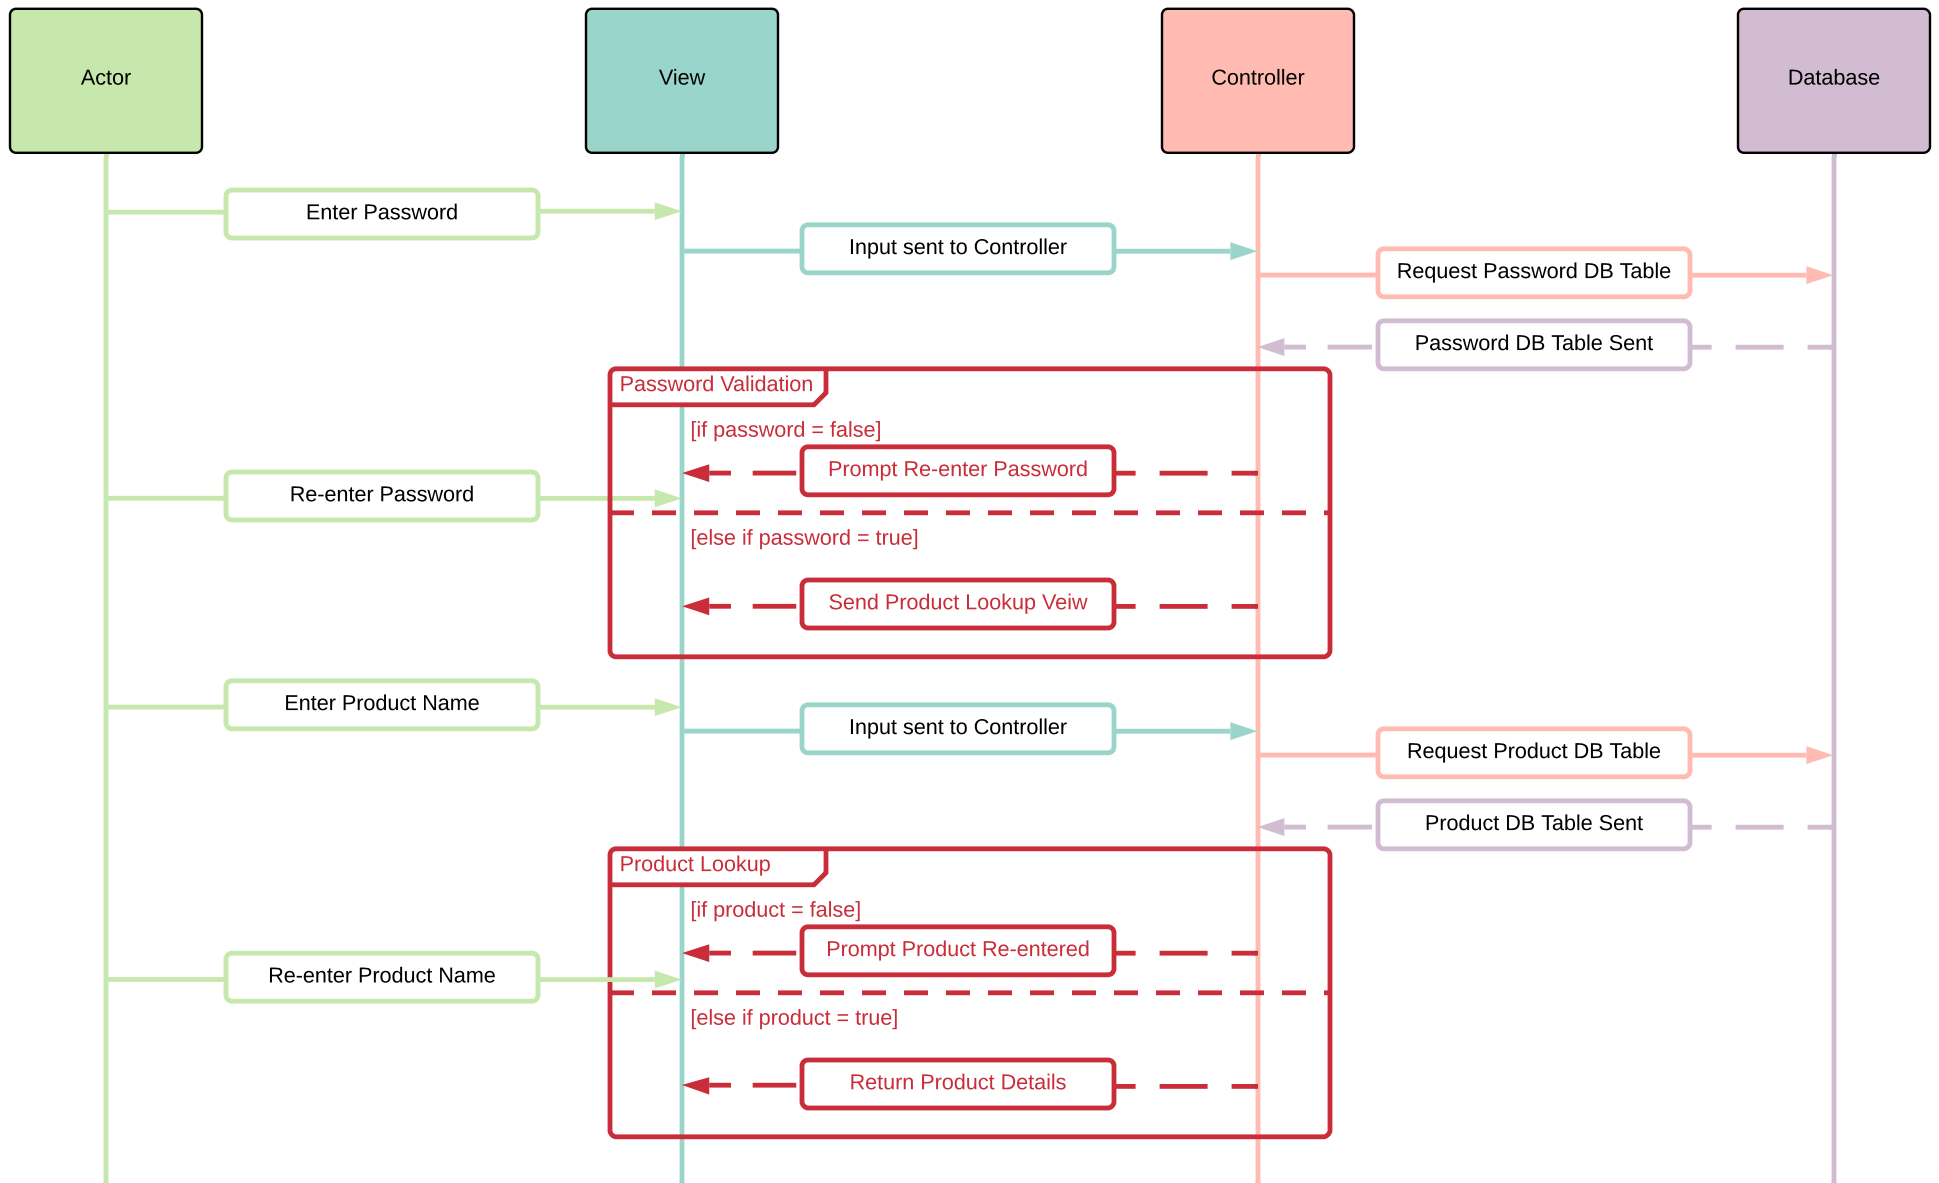 Actor
View
Controller
Database
Enter Password
Input sent to Controller
Request Password DB Table
Password DB Table Sent
Password Validation
[if password = false]
Prompt Re-enter Password
Re-enter Password
[else if password = true]
Send Product Lookup Veiw
Enter Product Name
Input sent to Controller
Request Product DB Table
Product DB Table Sent
Product Lookup
[if product = false]
Prompt Product Re-entered
Re-enter Product Name
[else if product = true]
Return Product Details